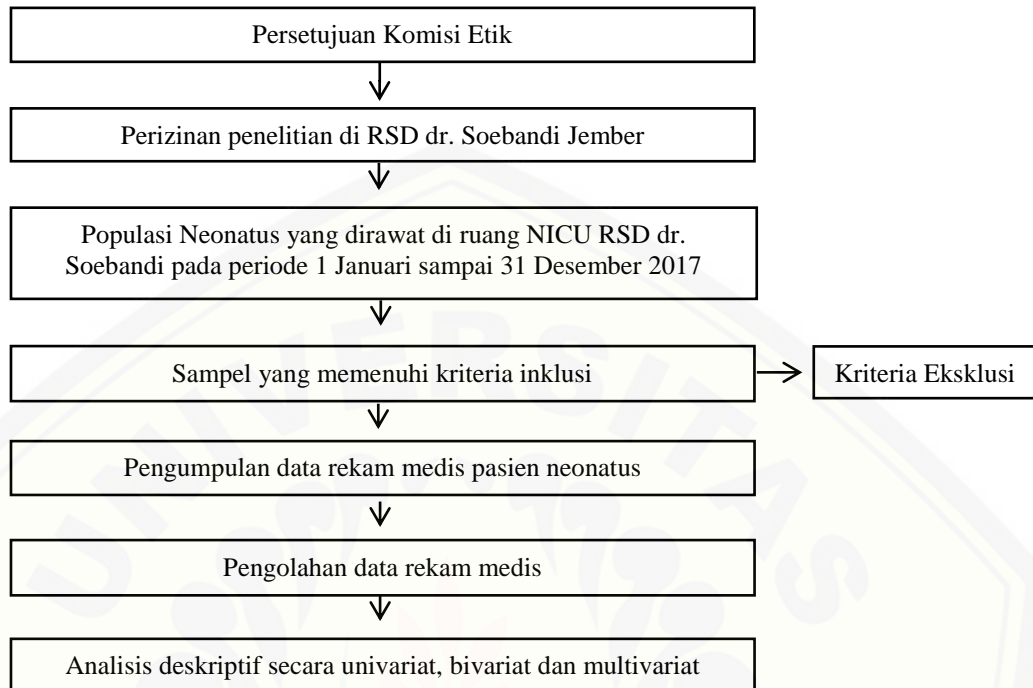 Persetujuan Komisi Etik
Perizinan penelitian di RSD dr. Soebandi Jember
Populasi Neonatus yang dirawat di ruang NICU RSD dr.
Soebandi pada periode 1 Januari sampai 31 Desember 2017
Sampel yang memenuhi kriteria inklusi
Kriteria Eksklusi
Pengumpulan data rekam medis pasien neonatus
Pengolahan data rekam medis
Analisis deskriptif secara univariat, bivariat dan multivariat
UNIVERSITAS